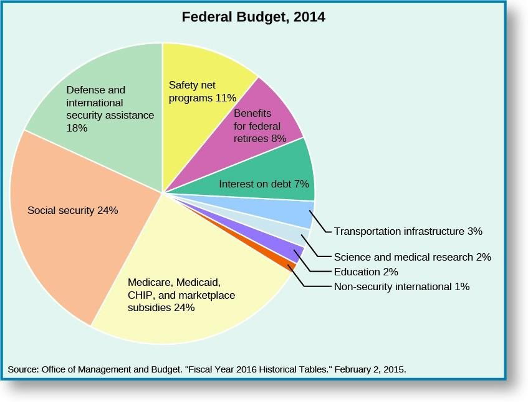 Federal Budget, 2014
Safety net
programs 11%
Defense and
international
security assistance
18%
Benefits
for federal
retirees 8%
Interest on debt 7%
Social security 24%
Transportation infrastructure 3%
Science and medical research 2%
Education 2%
Non-security international 1%
Medicare, Medicaid,
CHIP, and marketplace
subsidies 24%
Source: Office of Management and Budget. "Fiscal Year 2016 Historical Tables." February 2, 2015.